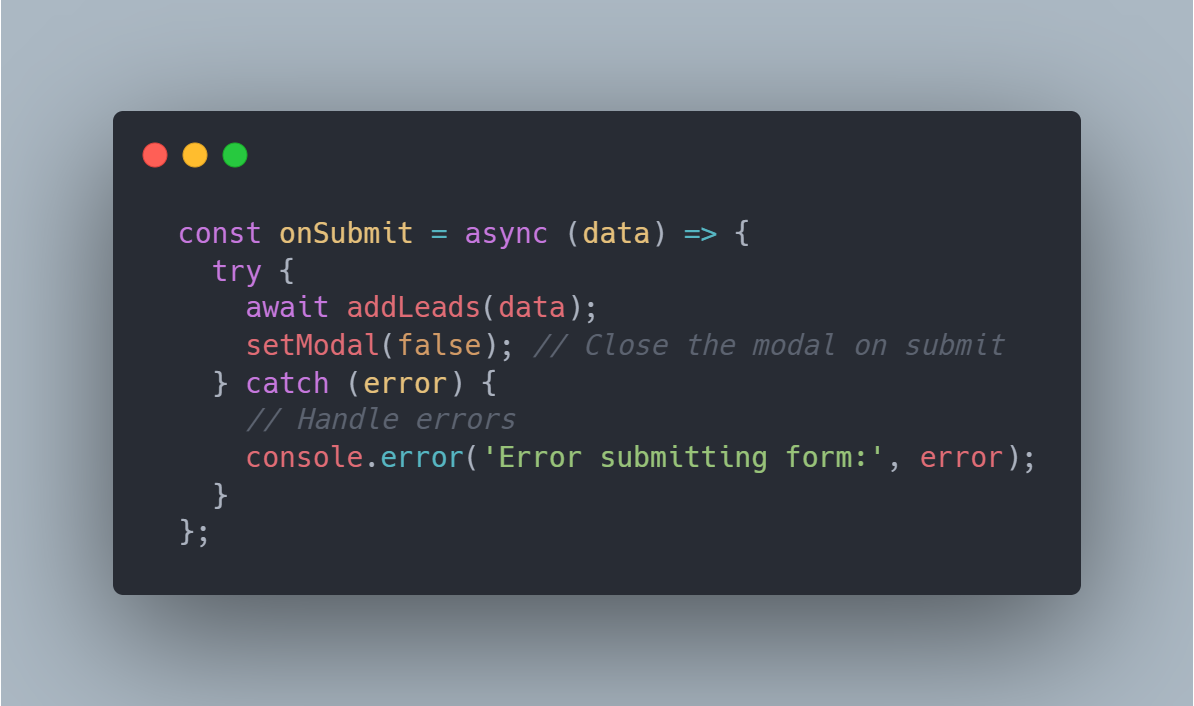 const onSubmit = async (data) => {
  try {
    await addLeads(data);
    setModal(false); // Close the modal on submit
  } catch (error) {
    // Handle errors
    console.error('Error submitting form:', error);
  }
};